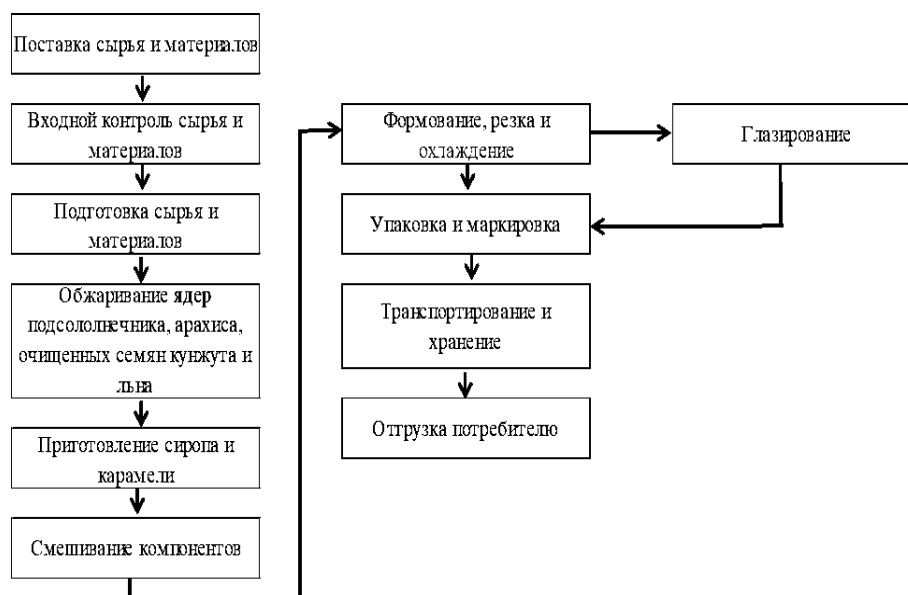 Поставка сырья и материалов
Входной контроль сырья и
материалов
Подготовка сырья и
материалов
Обжаривание ядер
подсололнечника, арахиса,
очищенных семян кунжута и
льна
Приготовление сиропа и
карамели
Смешивание компонентов
Формование, резка и
охлаждение
Глазирование
Упаковка и маркировка
Транспортирование и
хранение
Отгрузка потребителю